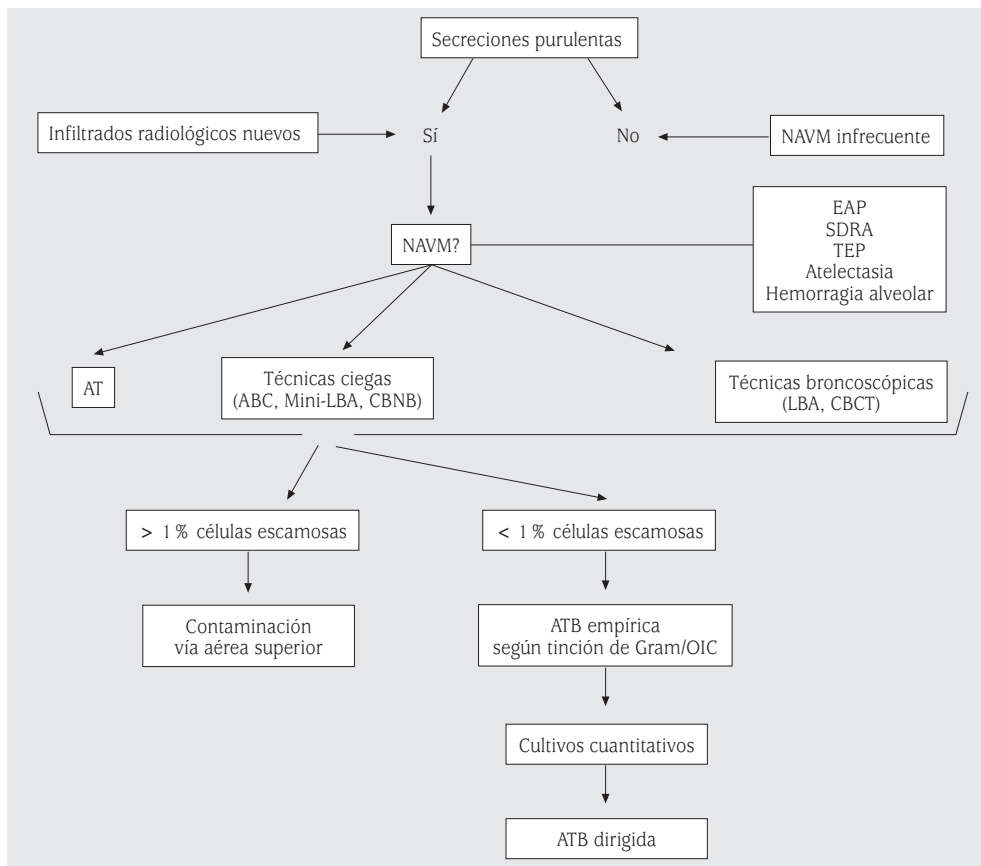 Secreciones purulentas
Infiltrados radiológicos nuevos
Sí
No
NAVM infrecuente
NAVM?
EAP
SDRA
TEP
Atelectasia
Hemorragia alveolar
AT
Técnicas ciegas
(ABC, Mini-LBA, CBNB)
Técnicas broncoscópicas
(LBA, CBCT)
> 1 % células escamosas
< 1 % células escamosas
Contaminación
vía aérea superior
ATB empírica
según tinción de Gram/OIC
Cultivos cuantitativos
ATB dirigida